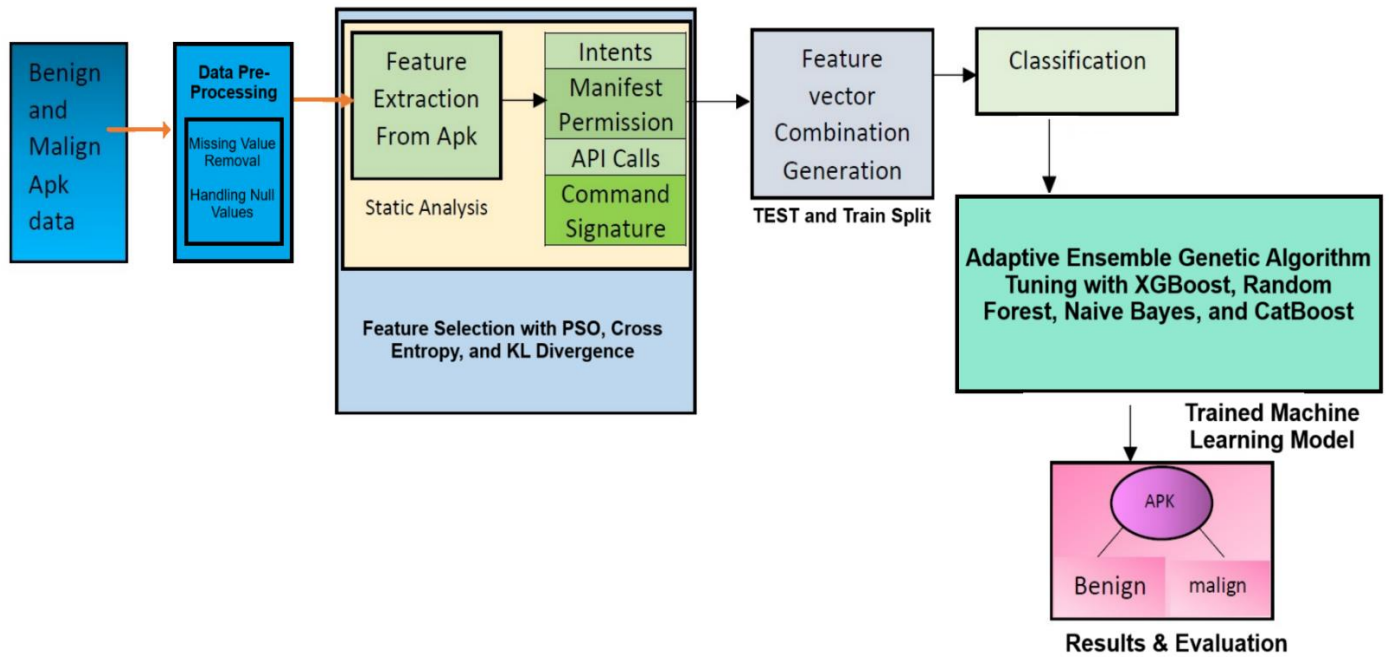 Benign
and
Malign
Apk
data
Data Pre-
Processing
Missing Value
Removal
Handling Null
Values
Feature
Extraction
From Apk
Static Analysis
Intents
Manifest
Permission
API Calls
Command
Signature
Feature Selection with PSO, Cross
Entropy, and KL Divergence
Feature
vector
Combination
Generation
TEST and Train Split
Classification
Adaptive Ensemble Genetic Algorithm
Tuning with XGBoost, Random
Forest, Naive Bayes, and CatBoost
Trained Machine
Learning Model
APK
Benign
malign
Results & Evaluation